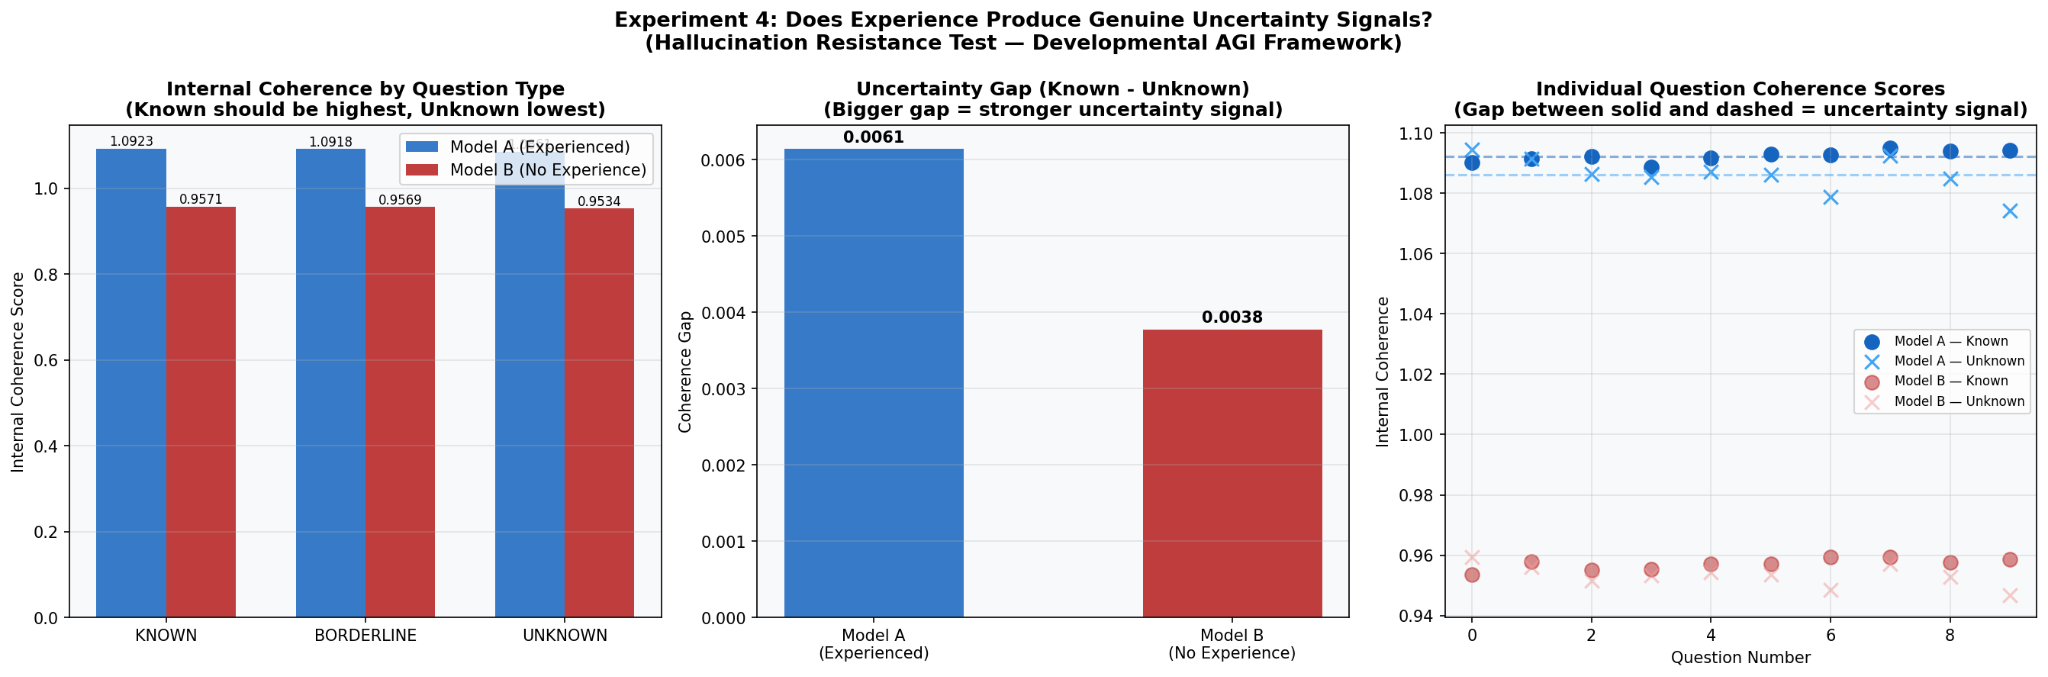 Experiment 4: Does Experience Produce Genuine Uncertainty Signals?
(Hallucination Resistance Test — Developmental AGI Framework)
Internal Coherence by Question Type
(Known should be highest, Unknown lowest)
Internal Coherence Score
1.0
0.8
0.6
0.4
0.2
0.0
1.0923
0.9571
1.0918
0.9569
0.9534
Model A (Experienced)
Model B (No Experience)
KNOWN
BORDERLINE
UNKNOWN
Uncertainty Gap (Known - Unknown)
(Bigger gap = stronger uncertainty signal)
Coherence Gap
0.006
0.005
0.004
0.003
0.002
0.001
0.000
0.0061
0.0038
Model A
(Experienced)
Model B
(No Experience)
Individual Question Coherence Scores
(Gap between solid and dashed = uncertainty signal)
Internal Coherence
1.10
1.08
1.06
1.04
1.02
1.00
0.98
0.96
0.94
Model A — Known
Model A — Unknown
Model B — Known
Model B — Unknown
0
2
4
6
8
Question Number